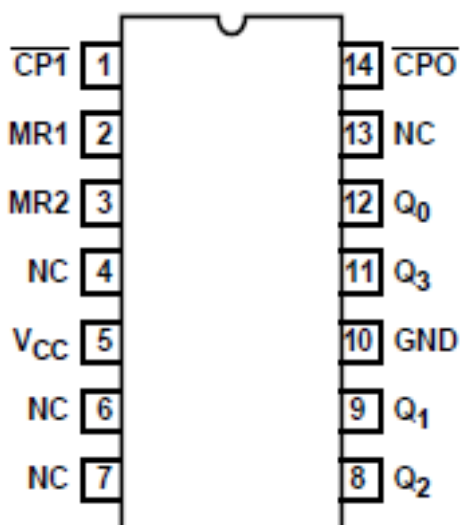 CP1 1 14 CPO
MR1 2 13 NC
MR2 3 12 Q0
NC 4 11 Q3
VCC 5 10 GND
NC 6 9 Q1
NC 7 8 Q2